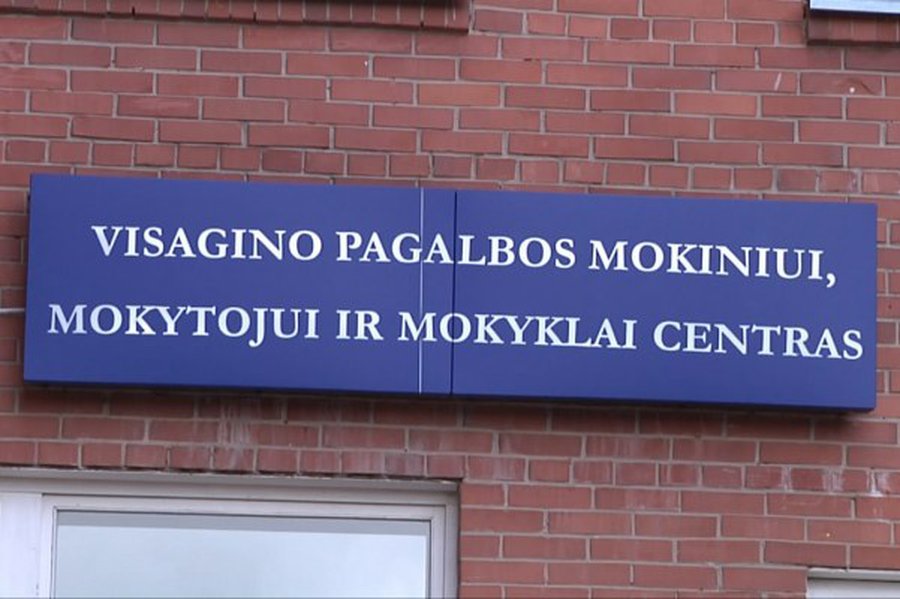 VISAGINO PAGALBOS MOKINIUI,
MOKYTOJUI IR MOKYKLAI CENTRAS